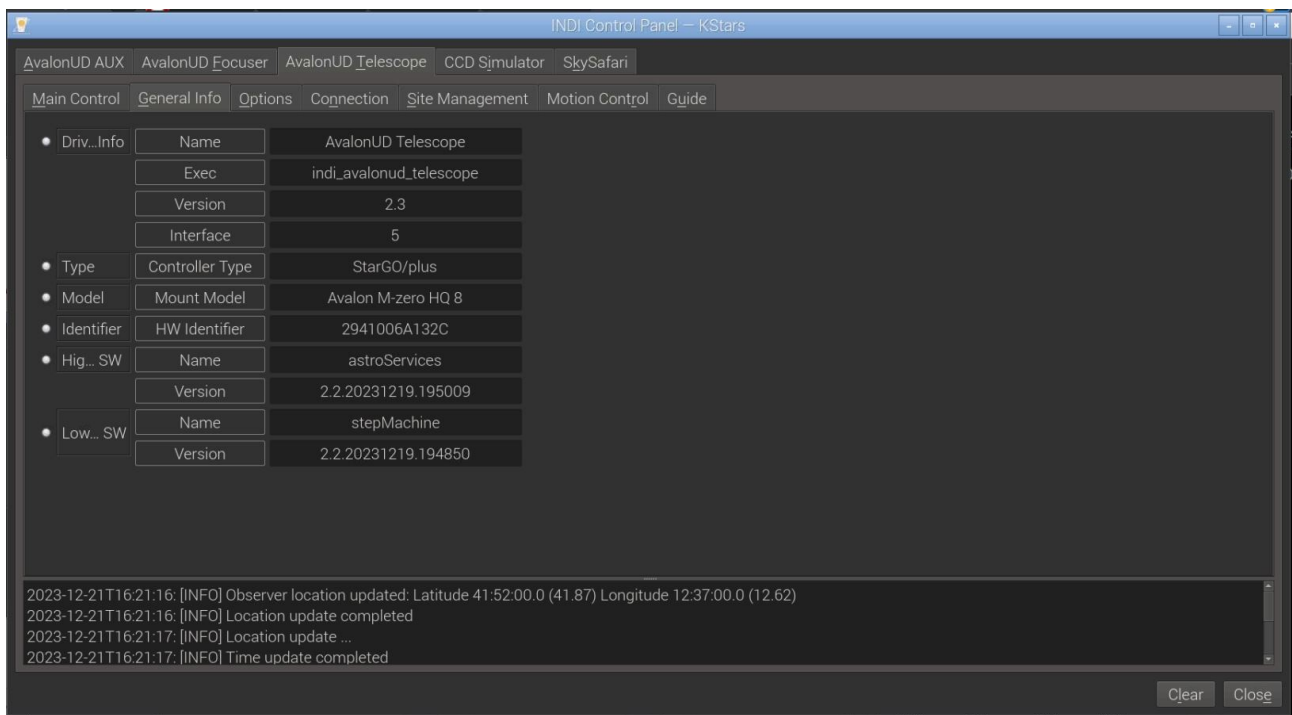 INDI Control Panel — KStars
AvalonUD AUX AvalonUD Focuser AvalonUD Telescope CCD Simulator SkySafari
Main Control General Info Options Connection Site Management Motion Control Guide
Driv...Info Name AvalonUD Telescope
Exec indi_avalonud_telescope
Version 2.3
Interface 5
Type Controller Type StarGO/plus
Model Mount Model Avalon M-zero HQ 8
Identifier HW Identifier 2941006A132C
Hig... SW Name astroServices
Version 2.2.20231219.195009
Low... SW Name stepMachine
Version 2.2.20231219.194850
2023-12-21T16:21:16: [INFO] Observer location updated: Latitude 41:52:00.0 (41.87) Longitude 12:37:00.0 (12.62)
2023-12-21T16:21:16: [INFO] Location update completed
2023-12-21T16:21:17: [INFO] Location update ...
2023-12-21T16:21:17: [INFO] Time update completed
Clear Close